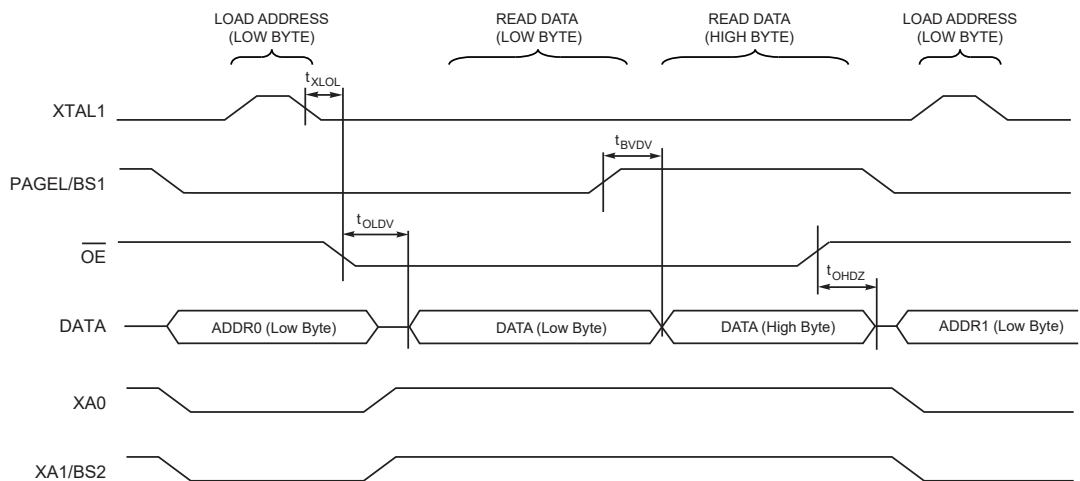 LOAD ADDRESS
(LOW BYTE)
READ DATA
(LOW BYTE)
READ DATA
(HIGH BYTE)
LOAD ADDRESS
(LOW BYTE)
tXLOL
XTAL1
tBVDV
PAGEL/BS1
tOLDV
OE
tOHDZ
DATA
ADDR0 (Low Byte)
DATA (Low Byte)
DATA (High Byte)
ADDR1 (Low Byte)
XA0
XA1/BS2